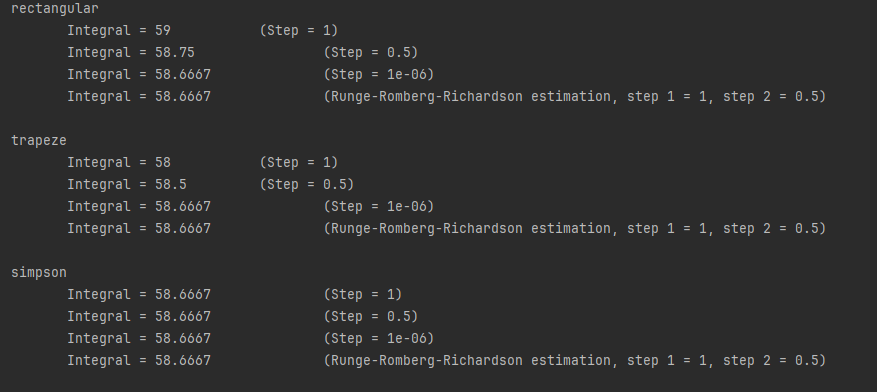 rectangular
Integral = 59 (Step = 1)
Integral = 58.75 (Step = 0.5)
Integral = 58.6667 (Step = 1e-06)
Integral = 58.6667 (Runge-Romberg-Richardson estimation, step 1 = 1, step 2 = 0.5)
trapeze
Integral = 58 (Step = 1)
Integral = 58.5 (Step = 0.5)
Integral = 58.6667 (Step = 1e-06)
Integral = 58.6667 (Runge-Romberg-Richardson estimation, step 1 = 1, step 2 = 0.5)
simpson
Integral = 58.6667 (Step = 1)
Integral = 58.6667 (Step = 0.5)
Integral = 58.6667 (Step = 1e-06)
Integral = 58.6667 (Runge-Romberg-Richardson estimation, step 1 = 1, step 2 = 0.5)